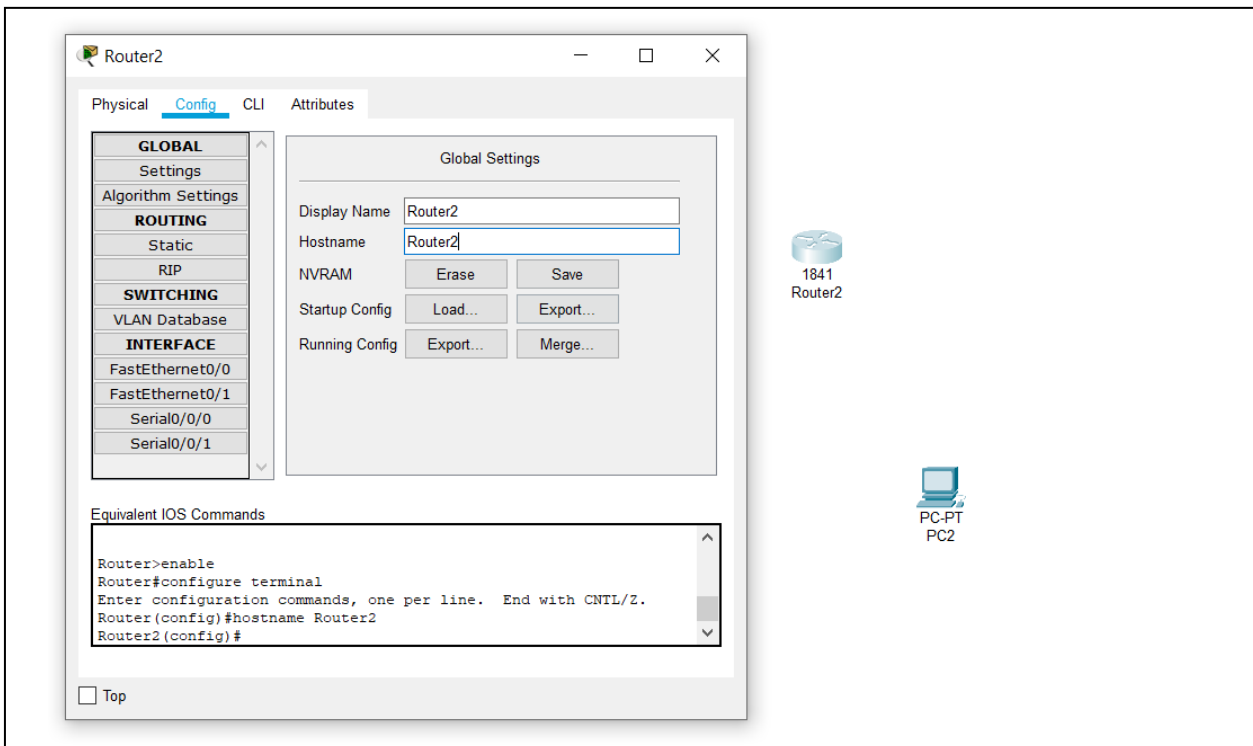 Router2
Physical Config CLI Attributes
GLOBAL
Settings
Algorithm Settings
ROUTING
Static
RIP
SWITCHING
VLAN Database
INTERFACE
FastEthernet0/0
FastEthernet0/1
Serial0/0/0
Serial0/0/1
Global Settings
Display Name Router2
Hostname Router2
NVRAM Erase Save
Startup Config Load... Export...
Running Config Export... Merge...
Equivalent IOS Commands
Router>enable
Router#configure terminal
Enter configuration commands, one per line. End with CNTL/Z.
Router(config)#hostname Router2
Router2(config)#
Top
1841
Router2
PC-PT
PC2